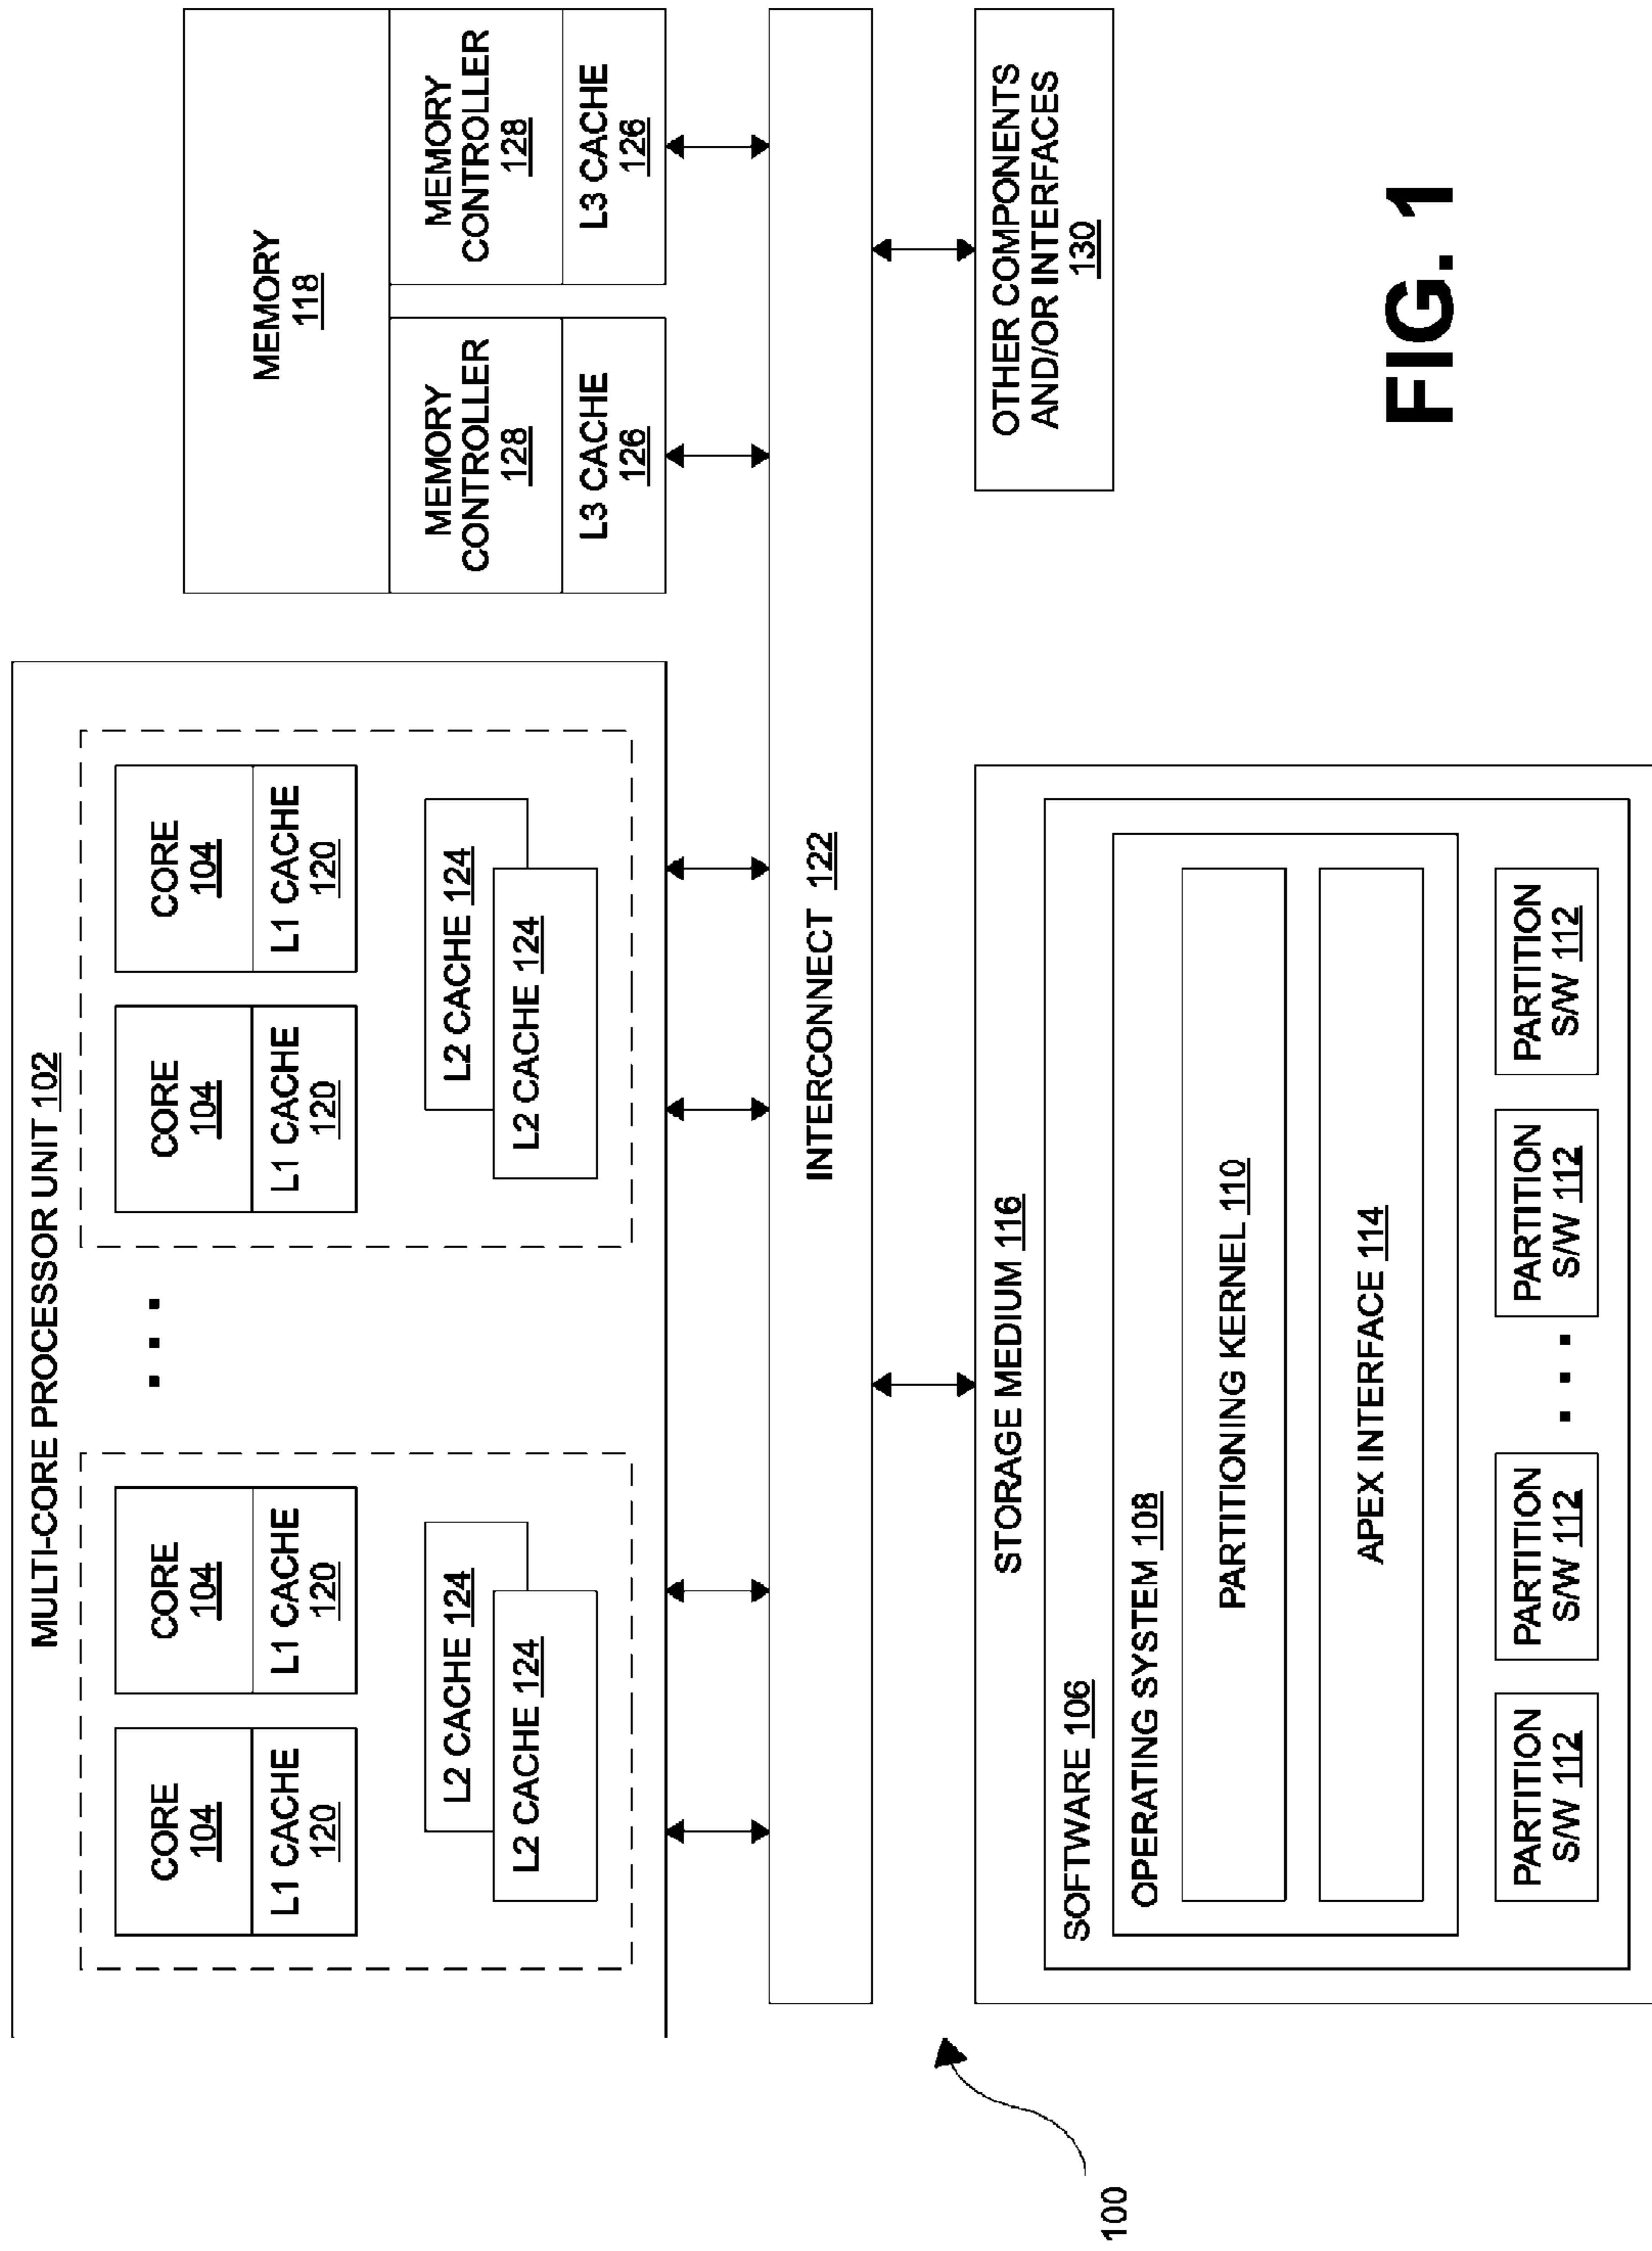 MULTI-CORE PROCESSOR UNIT 102
CORE
104
L1 CACHE
120
CORE
104
L1 CACHE
120
L2 CACHE 124
L2 CACHE 124
CORE
104
L1 CACHE
120
CORE
104
L1 CACHE
120
L2 CACHE 124
L2 CACHE 124
MEMORY
118
MEMORY
CONTROLLER
128
L3 CACHE
126
MEMORY
CONTROLLER
128
L3 CACHE
126
INTERCONNECT 122
100
STORAGE MEDIUM 116
SOFTWARE 106
OPERATING SYSTEM 108
PARTITIONING KERNEL 110
APEX INTERFACE 114
PARTITION
S/W 112
PARTITION
S/W 112
PARTITION
S/W 112
PARTITION
S/W 112
OTHER COMPONENTS
AND/OR INTERFACES
130
FIG. 1